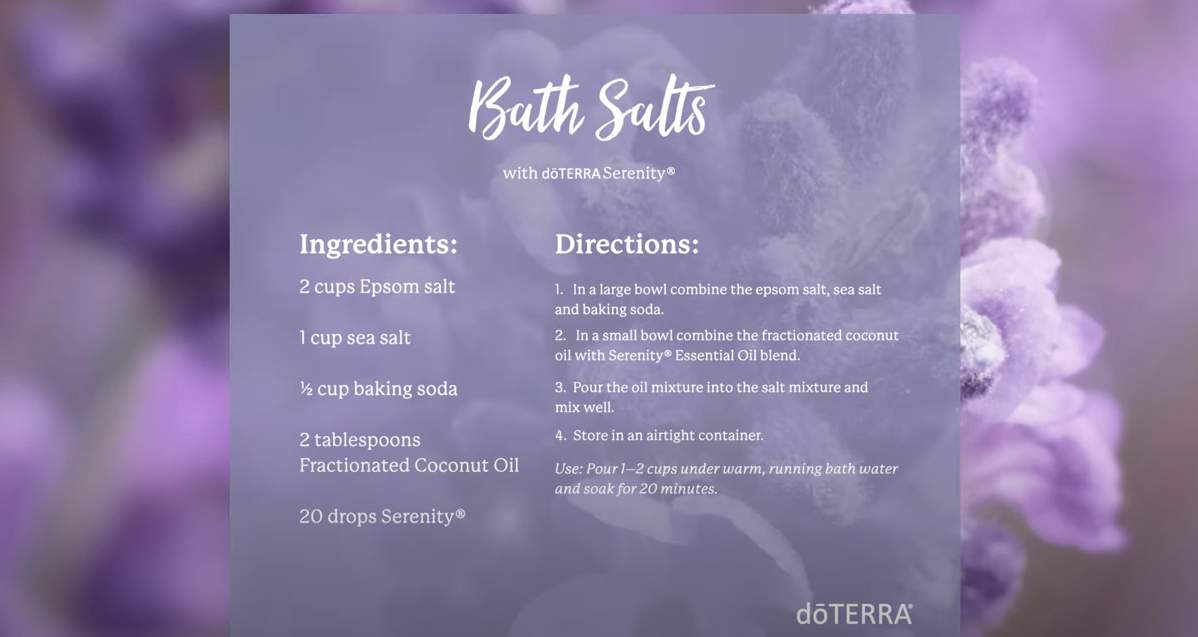 Bath Salts
with dōTERRA Serenity®
Ingredients:
2 cups Epsom salt
1 cup sea salt
½ cup baking soda
2 tablespoons
Fractionated Coconut Oil
20 drops Serenity®
Directions:
1. In a large bowl combine the epsom salt, sea salt
and baking soda.
2. In a small bowl combine the fractionated coconut
oil with Serenity® Essential Oil blend.
3. Pour the oil mixture into the salt mixture and
mix well.
4. Store in an airtight container.
Use: Pour 1–2 cups under warm, running bath water
and soak for 20 minutes.
dōTERRA®